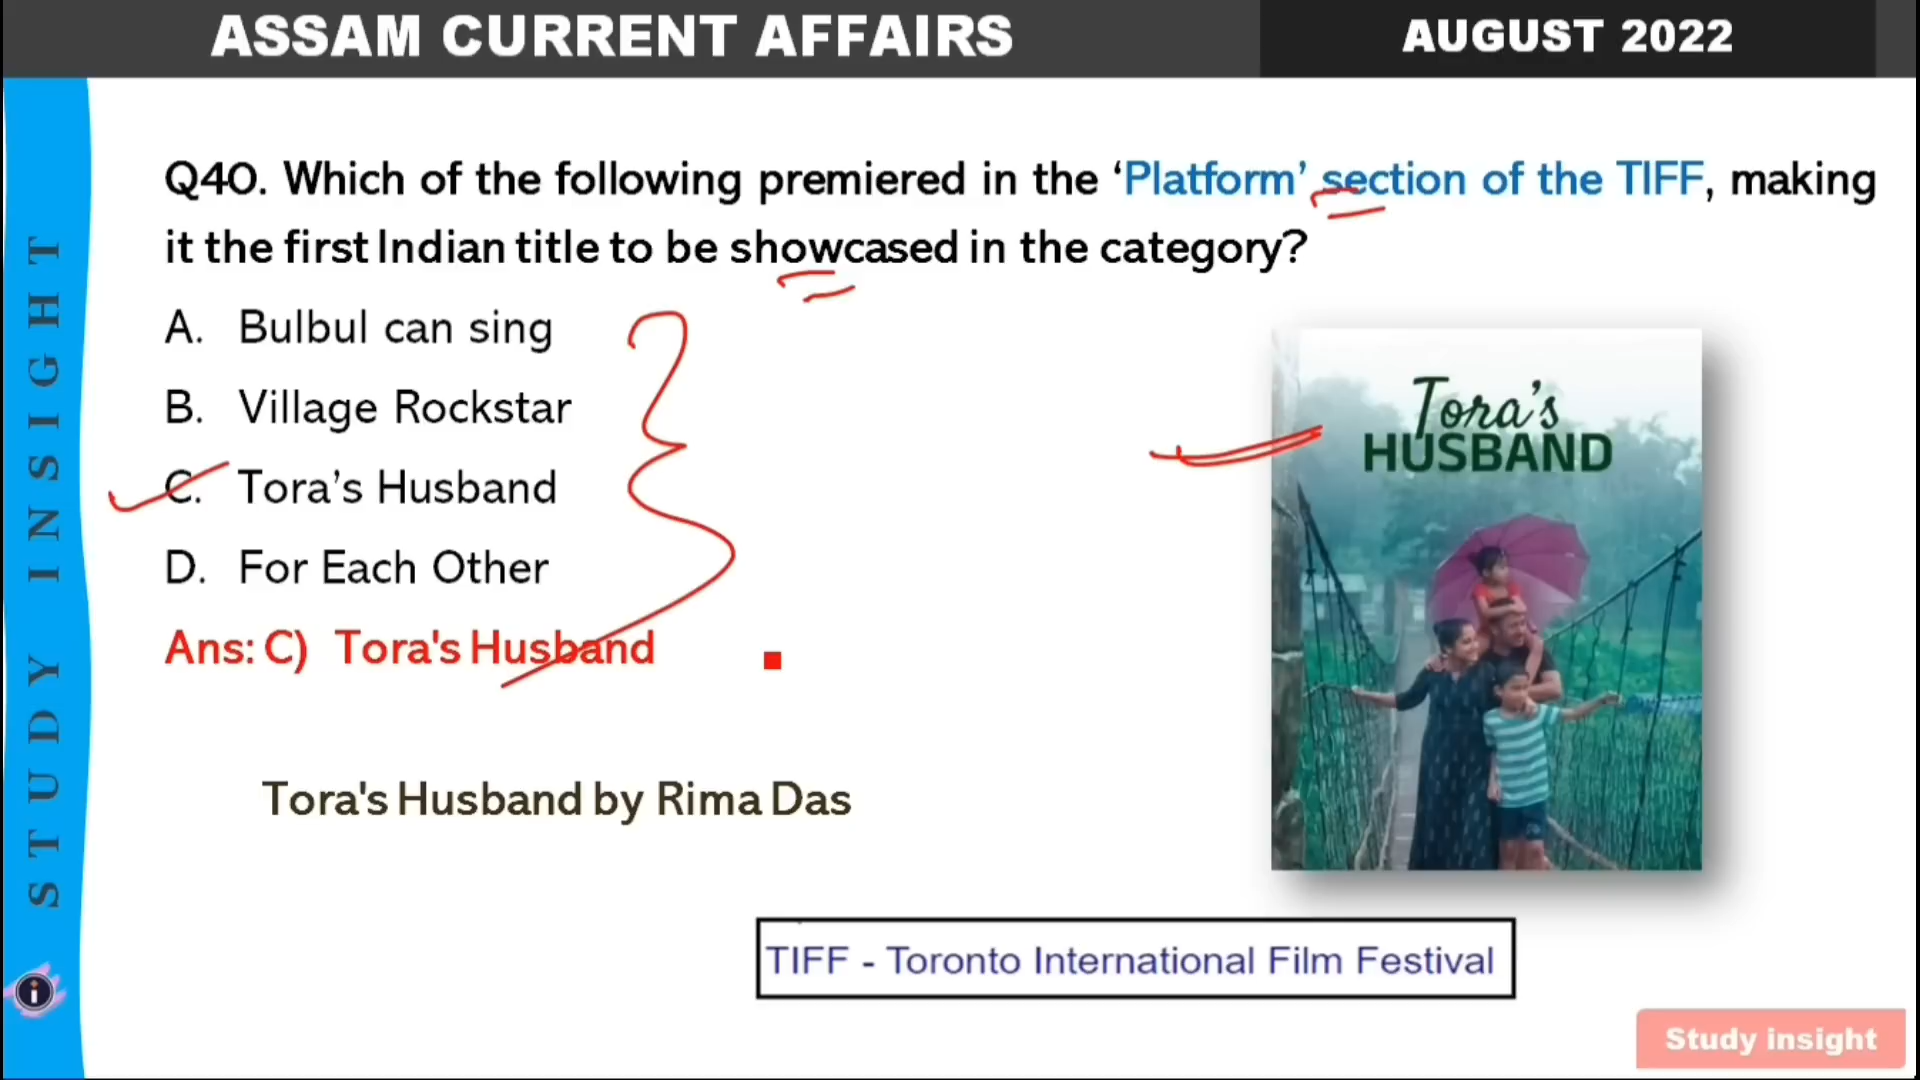 ASSAM CURRENT AFFAIRS
AUGUST 2022
STUDY INSIGHT
Q40. Which of the following premiered in the ‘Platform’ section of the TIFF, making
it the first Indian title to be showcased in the category?
A. Bulbul can sing
B. Village Rockstar
C. Tora’s Husband
D. For Each Other
Ans: C) Tora's Husband
Tora's
HUSBAND
Tora's Husband by Rima Das
TIFF - Toronto International Film Festival
i
Study insight